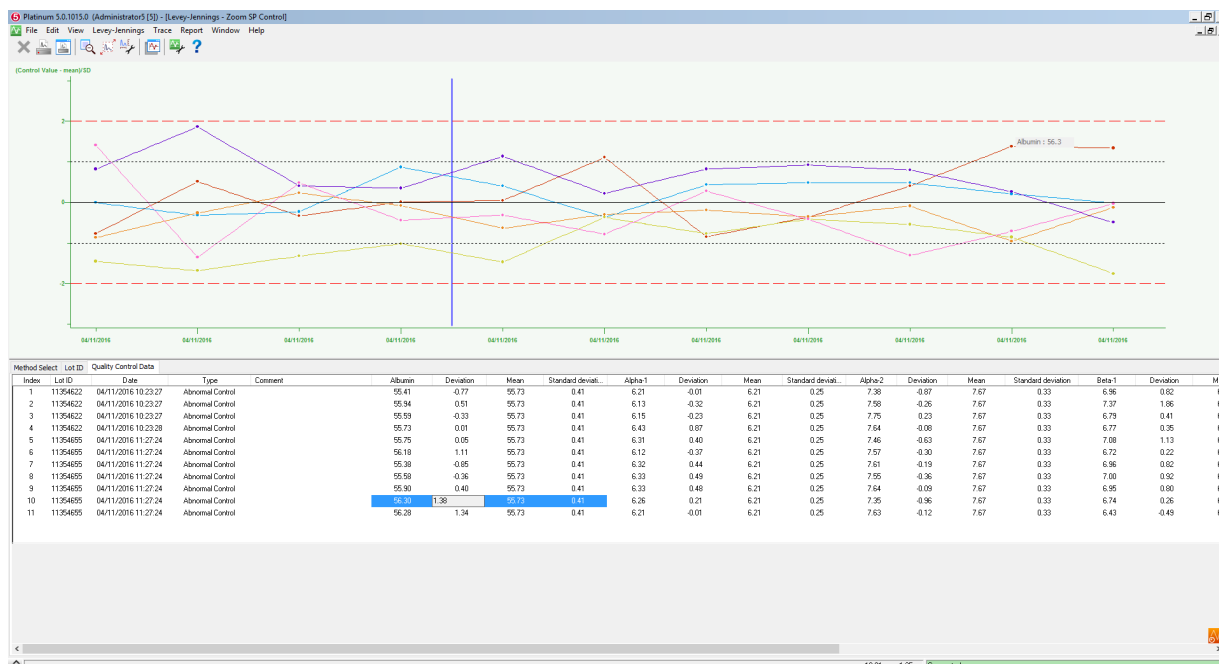 Platinum 5.0.1015.0 (Administrator5 [5]) - [Levey-Jennings - Zoom SP Control]
File Edit View Levey-Jennings Trace Report Window Help
(Control Value - mean)/SD
2
Albumin : 56.3
0
-2
04/11/2016 04/11/2016 04/11/2016 04/11/2016 04/11/2016 04/11/2016 04/11/2016 04/11/2016 04/11/2016 04/11/2016 04/11/2016
Method Select Lot ID Quality Control Data
Index Lot ID Date Type Comment Albumin Deviation Mean Standard deviati... Alpha-1 Deviation Mean Standard deviati... Alpha-2 Deviation Mean Standard deviation Beta-1 Deviation M
1 11354622 04/11/2016 10:23:27 Abnormal Control 55.41 -0.77 55.73 0.41 6.21 -0.01 6.21 0.25 7.38 -0.87 7.67 0.33 6.96 0.82
2 11354622 04/11/2016 10:23:27 Abnormal Control 55.94 0.51 55.73 0.41 6.13 -0.32 6.21 0.25 7.58 -0.26 7.67 0.33 7.37 1.86
3 11354622 04/11/2016 10:23:27 Abnormal Control 55.59 -0.33 55.73 0.41 6.15 -0.23 6.21 0.25 7.75 0.23 7.67 0.33 6.79 0.41
4 11354622 04/11/2016 10:23:28 Abnormal Control 55.73 0.01 55.73 0.41 6.43 0.87 6.21 0.25 7.64 -0.08 7.67 0.33 6.77 0.35
5 11354655 04/11/2016 11:27:24 Abnormal Control 55.75 0.05 55.73 0.41 6.31 0.40 6.21 0.25 7.46 -0.63 7.67 0.33 7.08 1.13
6 11354655 04/11/2016 11:27:24 Abnormal Control 56.18 1.11 55.73 0.41 6.12 -0.37 6.21 0.25 7.57 -0.30 7.67 0.33 6.72 0.22
7 11354655 04/11/2016 11:27:24 Abnormal Control 55.38 -0.85 55.73 0.41 6.32 0.44 6.21 0.25 7.61 -0.19 7.67 0.33 6.96 0.82
8 11354655 04/11/2016 11:27:24 Abnormal Control 55.58 -0.36 55.73 0.41 6.33 0.49 6.21 0.25 7.55 -0.36 7.67 0.33 7.00 0.92
9 11354655 04/11/2016 11:27:24 Abnormal Control 55.90 0.40 55.73 0.41 6.33 0.48 6.21 0.25 7.64 -0.09 7.67 0.33 6.95 0.80
10 11354655 04/11/2016 11:27:24 Abnormal Control 56.30 1.38 55.73 0.41 6.26 0.21 6.21 0.25 7.35 -0.96 7.67 0.33 6.74 0.26
11 11354655 04/11/2016 11:27:24 Abnormal Control 56.28 1.34 55.73 0.41 6.21 -0.01 6.21 0.25 7.63 -0.12 7.67 0.33 6.43 -0.49